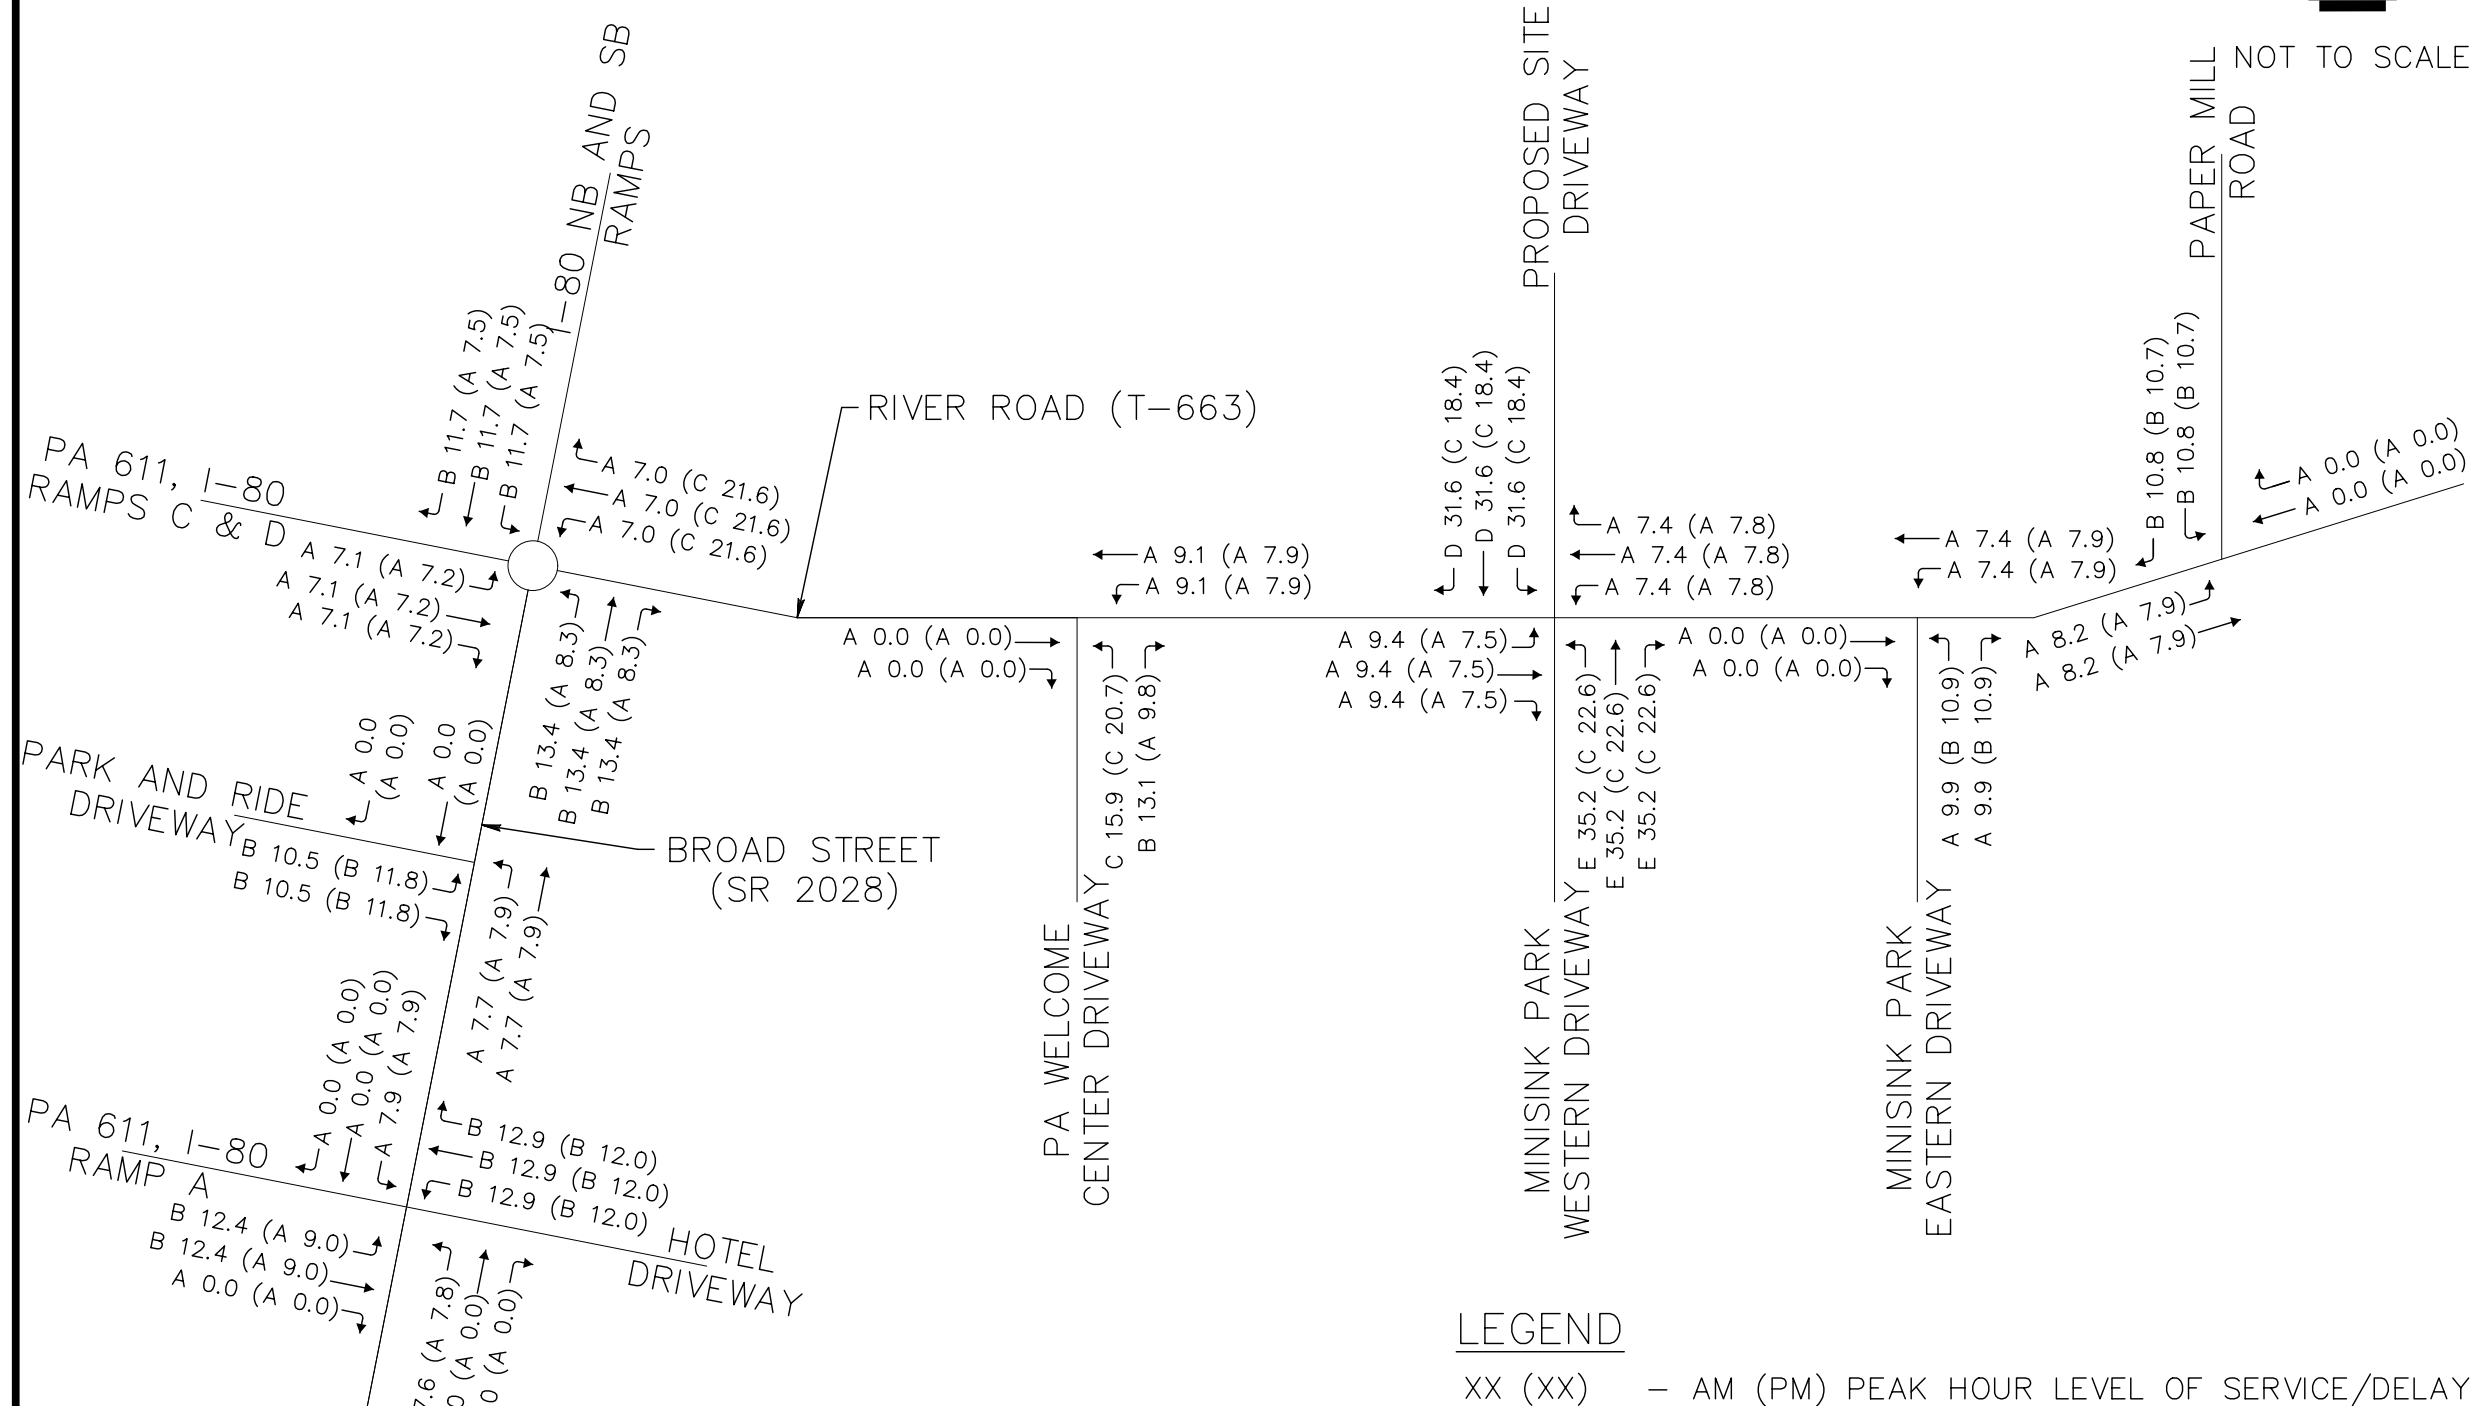 NOT TO SCALE
I-80 NB AND SB
RAMPS
PROPOSED SITE
DRIVEWAY
PAPER MILL
ROAD
B 11.7 (A 7.5)
B 11.7 (A 7.5)
B 11.7 (A 7.5)
RIVER ROAD (T-663)
PA 611, I-80
RAMPS C & D
A 7.0 (C 21.6)
A 7.0 (C 21.6)
A 7.0 (C 21.6)
A 7.1 (A 7.2)
A 7.1 (A 7.2)
A 7.1 (A 7.2)
B 13.4 (A 8.3)
B 13.4 (A 8.3)
B 13.4 (A 8.3)
A 9.1 (A 7.9)
A 9.1 (A 7.9)
A 0.0 (A 0.0)
A 0.0 (A 0.0)
C 15.9 (C 20.7)
B 13.1 (A 9.8)
PA WELCOME
CENTER DRIVEWAY
D 31.6 (C 18.4)
D 31.6 (C 18.4)
D 31.6 (C 18.4)
A 7.4 (A 7.8)
A 7.4 (A 7.8)
A 7.4 (A 7.8)
A 9.4 (A 7.5)
A 9.4 (A 7.5)
A 9.4 (A 7.5)
E 35.2 (C 22.6)
E 35.2 (C 22.6)
E 35.2 (C 22.6)
MINISINK PARK
WESTERN DRIVEWAY
A 7.4 (A 7.9)
A 7.4 (A 7.9)
A 0.0 (A 0.0)
A 0.0 (A 0.0)
A 9.9 (B 10.9)
A 9.9 (B 10.9)
MINISINK PARK
EASTERN DRIVEWAY
B 10.8 (B 10.7)
B 10.8 (B 10.7)
A 0.0 (A 0.0)
A 0.0 (A 0.0)
A 8.2 (A 7.9)
A 8.2 (A 7.9)
A 0.0
(A 0.0)
A 0.0
(A 0.0)
PARK AND RIDE
DRIVEWAY
B 10.5 (B 11.8)
B 10.5 (B 11.8)
BROAD STREET
(SR 2028)
A 7.7 (A 7.9)
A 7.7 (A 7.9)
A 0.0 (A 0.0)
A 0.0 (A 0.0)
A 7.9 (A 7.9)
PA 611, I-80
RAMP A
B 12.9 (B 12.0)
B 12.9 (B 12.0)
B 12.9 (B 12.0)
B 12.4 (A 9.0)
B 12.4 (A 9.0)
A 0.0 (A 0.0)
HOTEL
DRIVEWAY
7.6 (A 7.8)
0 (A 0.0)
0 (A 0.0)
LEGEND
XX (XX) - AM (PM) PEAK HOUR LEVEL OF SERVICE/DELAY